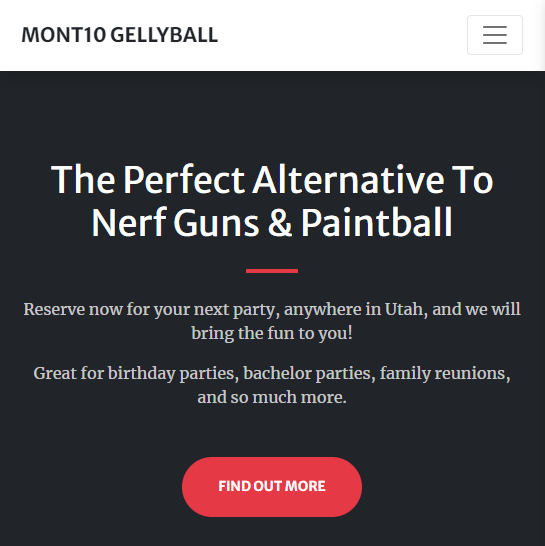 MONT10 GELLYBALL
The Perfect Alternative To
Nerf Guns & Paintball
Reserve now for your next party, anywhere in Utah, and we will
bring the fun to you!
Great for birthday parties, bachelor parties, family reunions,
and so much more.
FIND OUT MORE